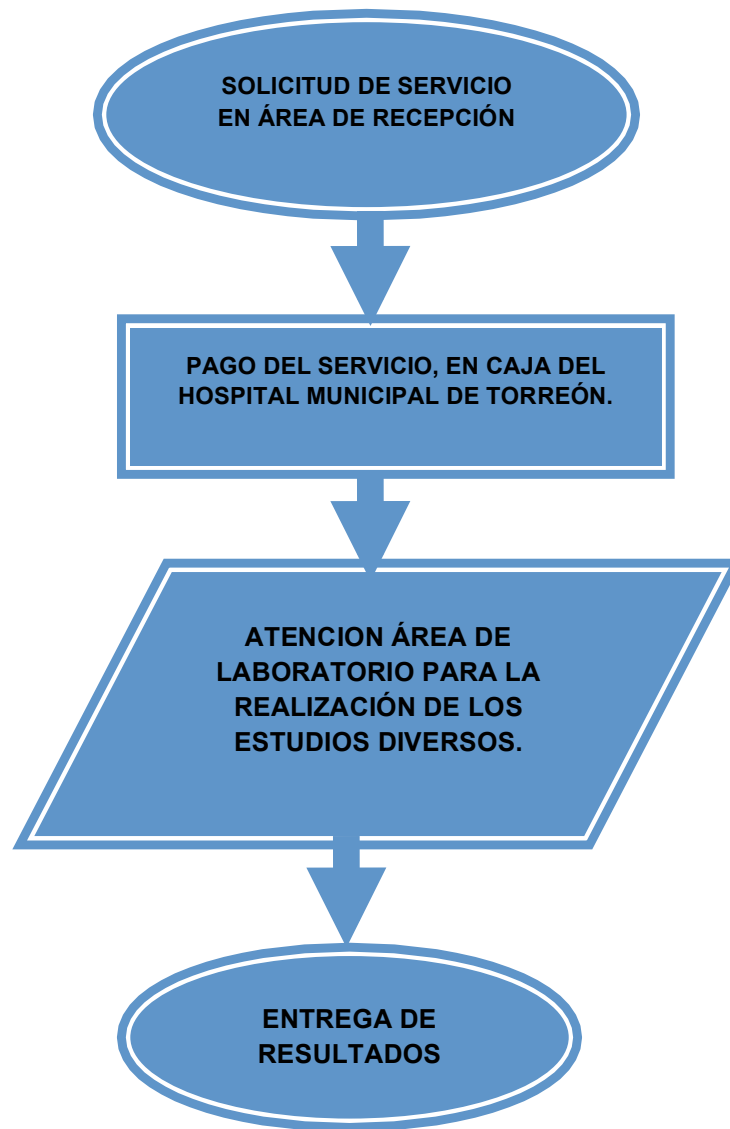 SOLICITUD DE SERVICIO
EN ÁREA DE RECEPCIÓN
PAGO DEL SERVICIO, EN CAJA DEL
HOSPITAL MUNICIPAL DE TORREÓN.
ATENCION ÁREA DE
LABORATORIO PARA LA
REALIZACIÓN DE LOS
ESTUDIOS DIVERSOS.
ENTREGA DE
RESULTADOS